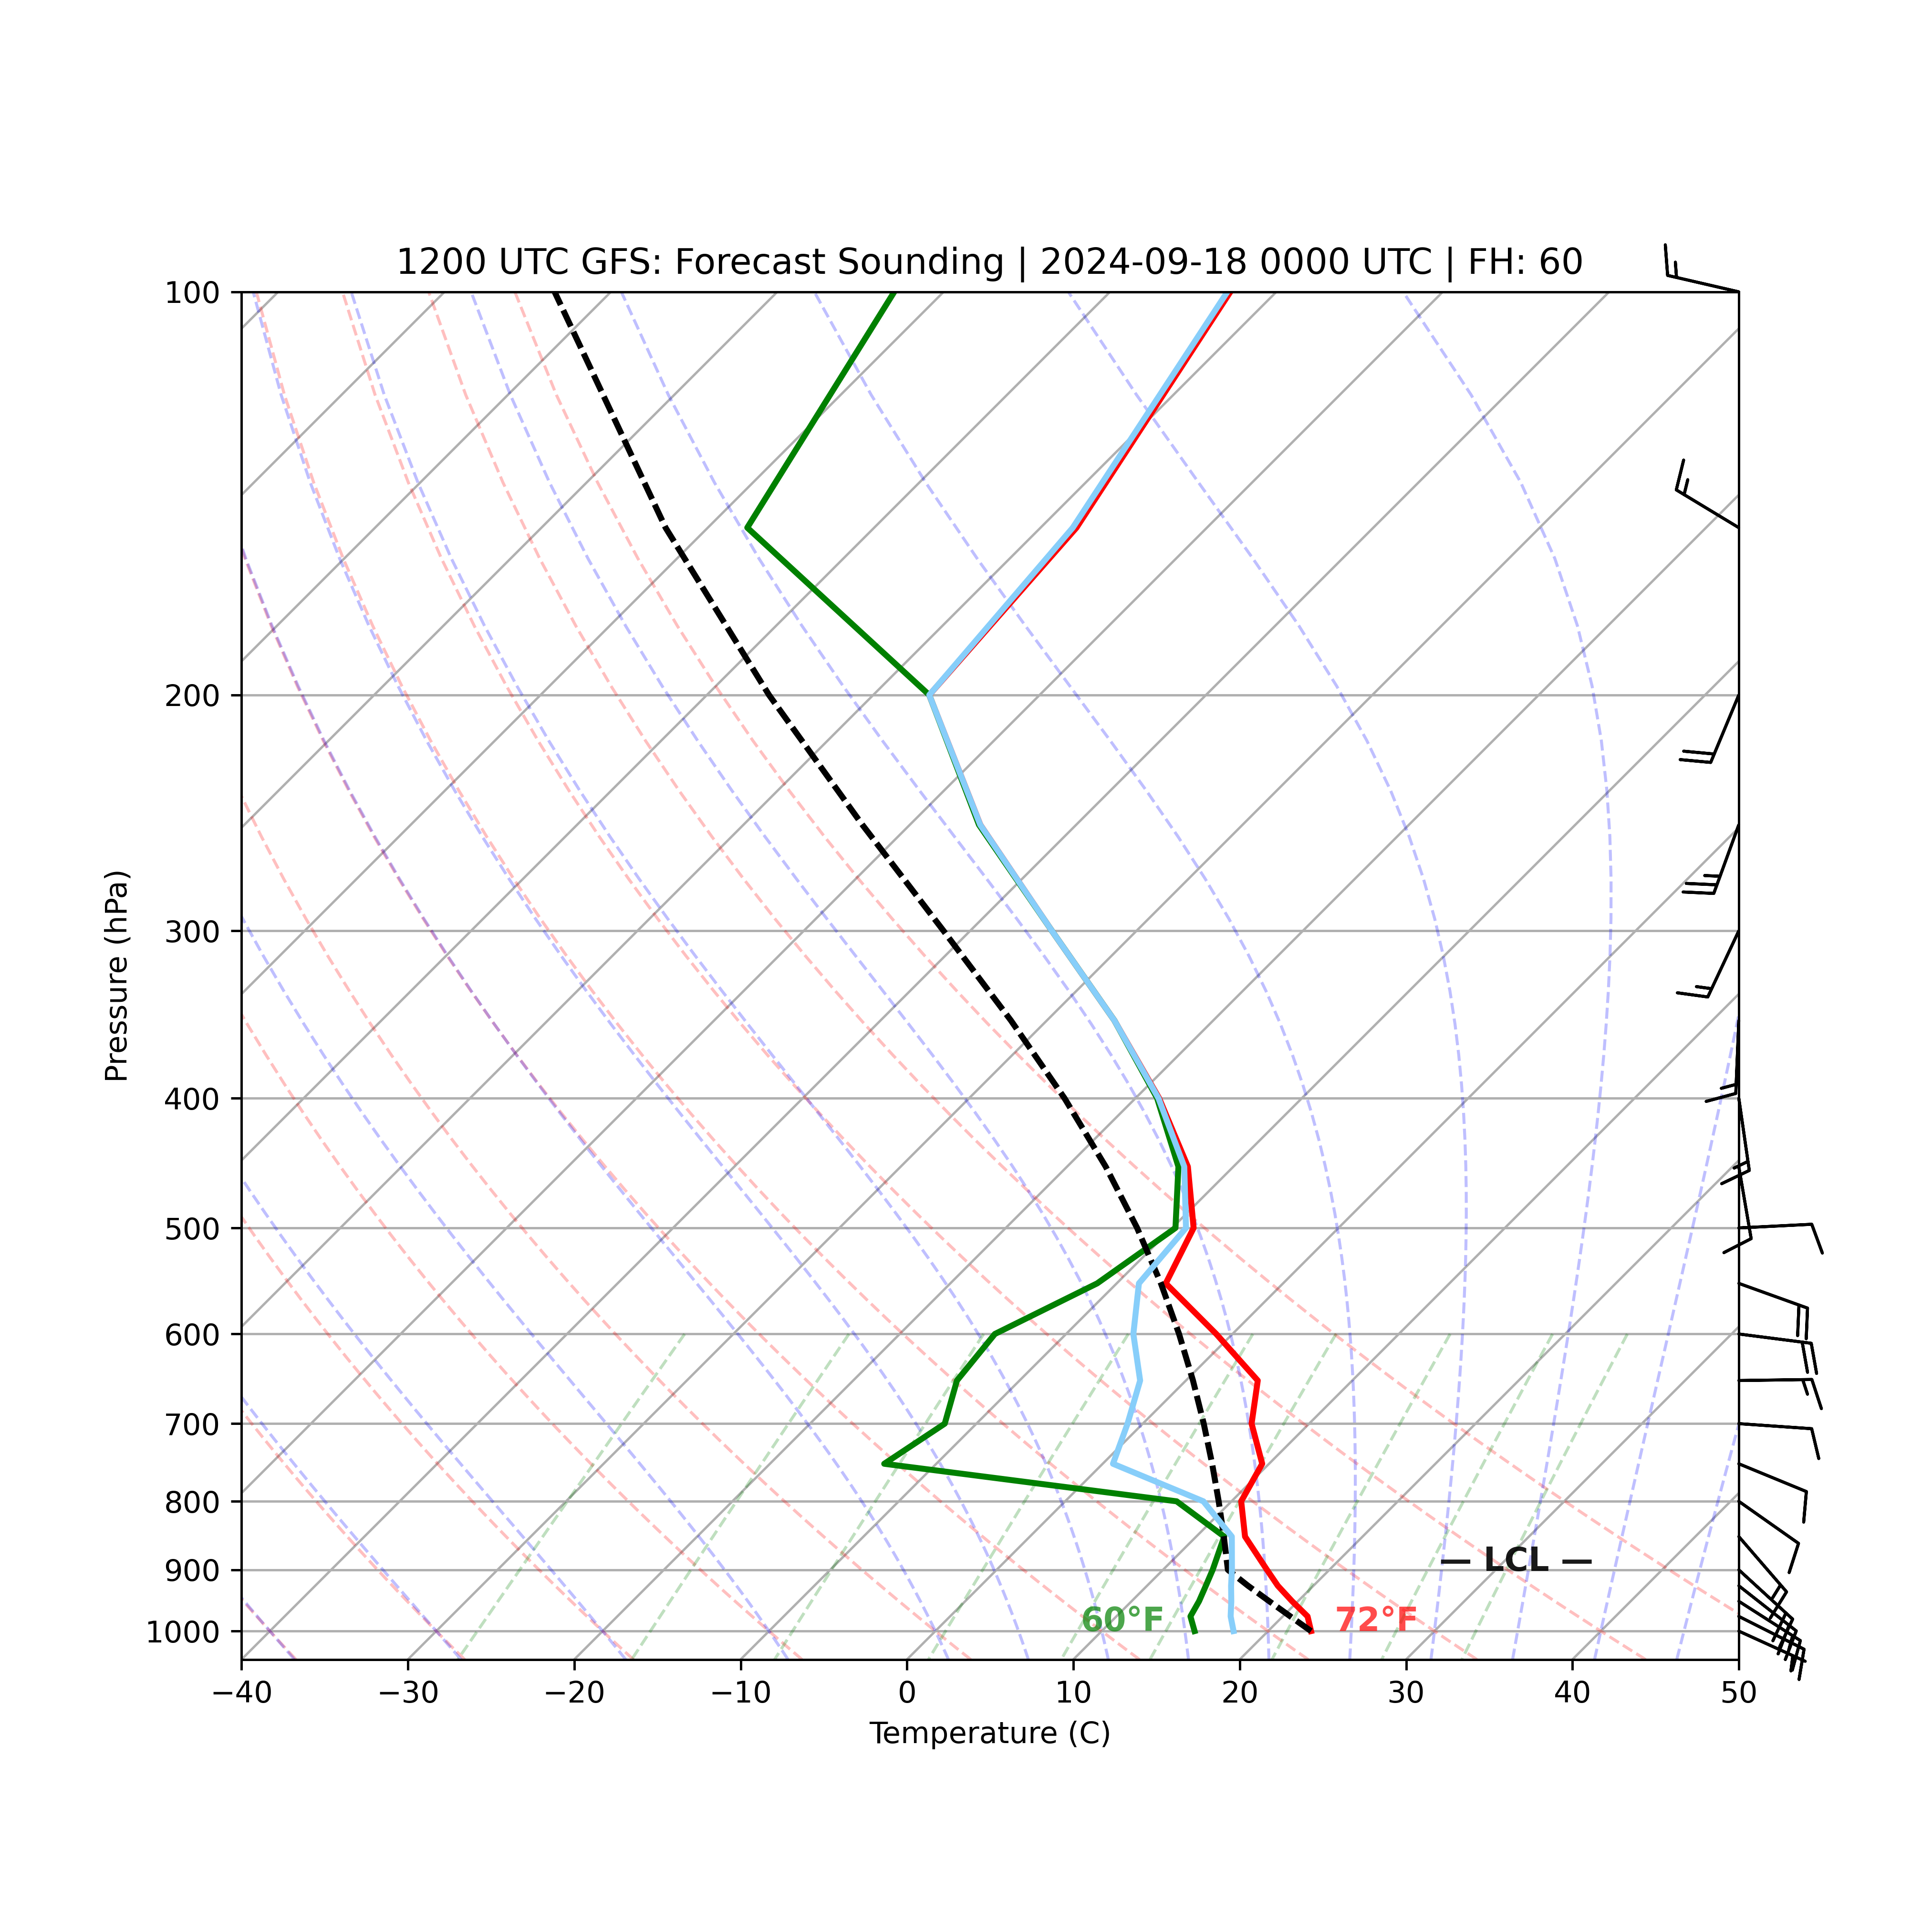 1200 UTC GFS: Forecast Sounding | 2024-09-18 0000 UTC | FH: 60
100
200
300
400
500
600
700
800
900
1000
Pressure (hPa)
— LCL —
60°F
72°F
−40 −30 −20 −10 0 10 20 30 40 50
Temperature (C)